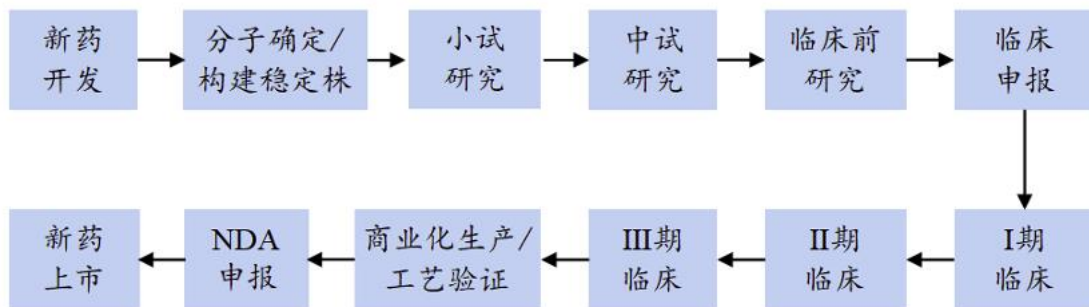 新药
开发
分子确定/
构建稳定株
小试
研究
中试
研究
临床前
研究
临床
申报
I期
临床
II期
临床
III期
临床
商业化生产/
工艺验证
NDA
申报
新药
上市